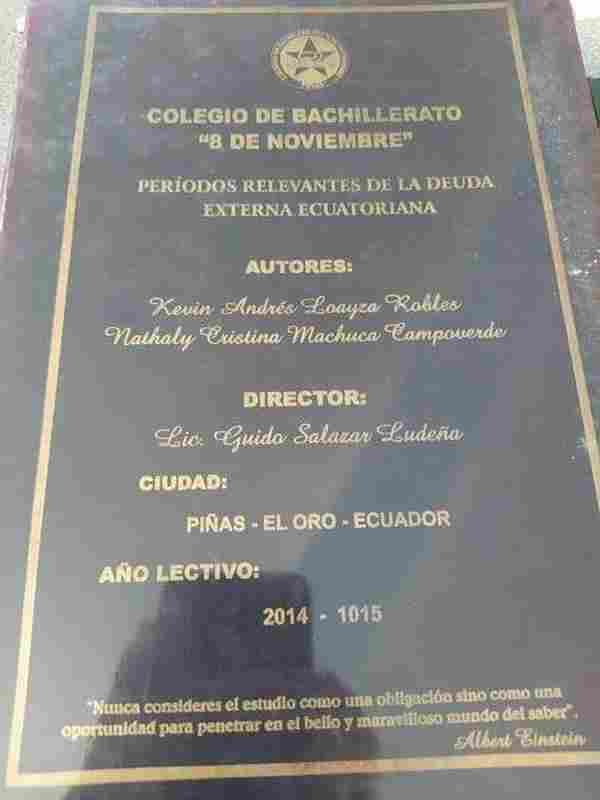 COLEGIO DE BACHILLERATO
"8 DE NOVIEMBRE"
PERÍODOS RELEVANTES DE LA DEUDA
EXTERNA ECUATORIANA
AUTORES:
Kevin Andrés Loayza Robles
Nathaly Cristina Machuca Campoverde
DIRECTOR:
Lic. Guido Salazar Ludeña
CIUDAD:
PIÑAS - EL ORO - ECUADOR
AÑO LECTIVO:
2014 - 1015
"Nunca consideres el estudio como una obligación sino como una
oportunidad para penetrar en el bello y maravilloso mundo del saber".
Albert Einstein